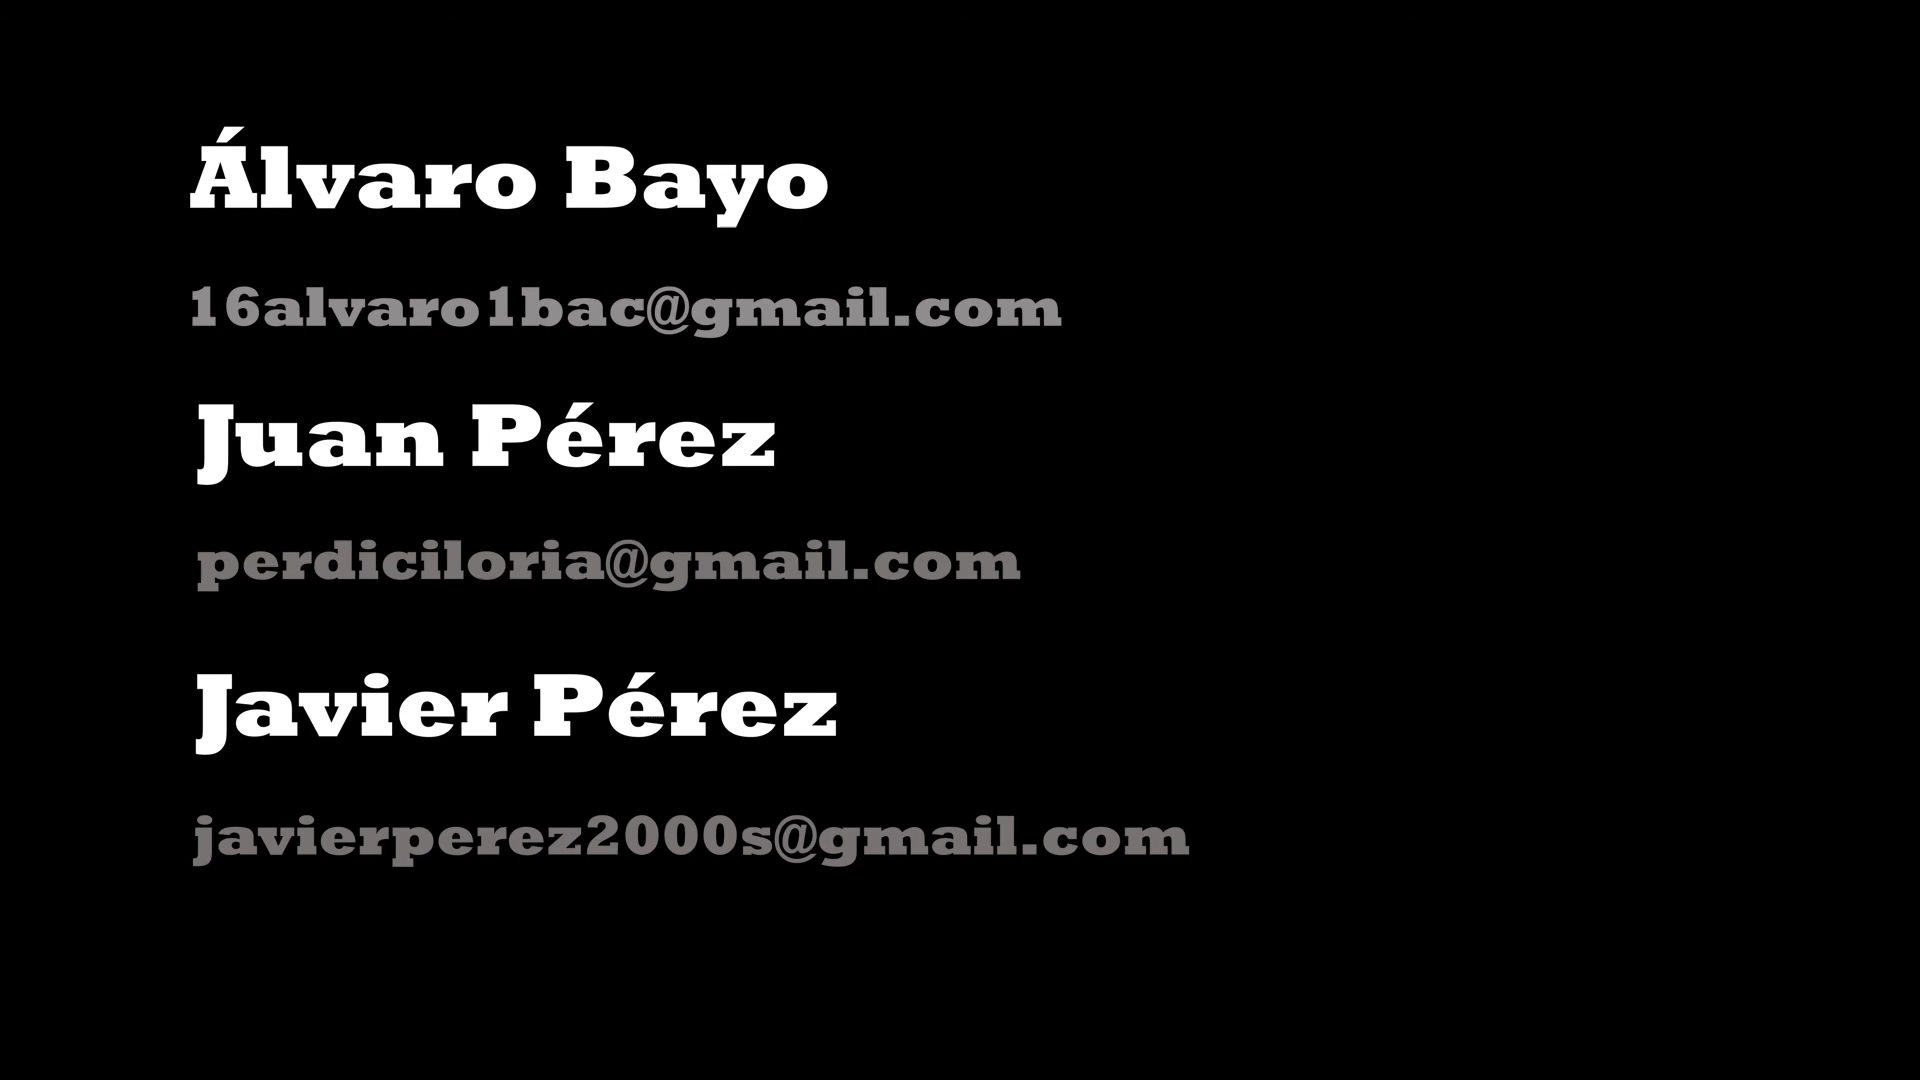 Álvaro Bayo
16alvaro1bac@gmail.com
Juan Pérez
perdiciloria@gmail.com
Javier Pérez
javierperez2000s@gmail.com